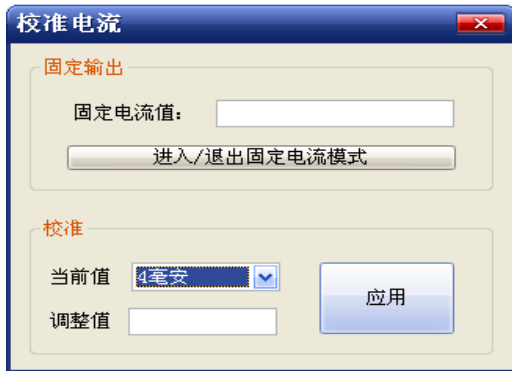 校准电流
固定输出
固定电流值：
进入/退出固定电流模式
校准
当前值 4毫安
应用
调整值